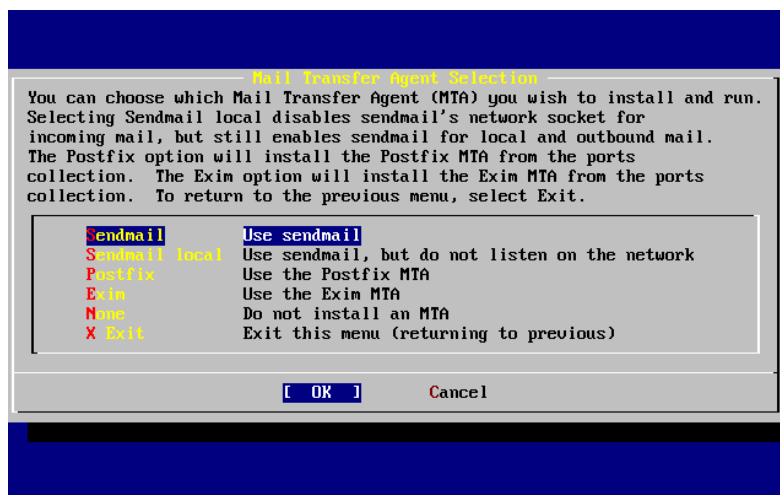 Mail Transfer Agent Selection
You can choose which Mail Transfer Agent (MTA) you wish to install and run.
Selecting Sendmail local disables sendmail's network socket for
incoming mail, but still enables sendmail for local and outbound mail.
The Postfix option will install the Postfix MTA from the ports
collection.  The Exim option will install the Exim MTA from the ports
collection.  To return to the previous menu, select Exit.
Sendmail Use sendmail
Sendmail local Use sendmail, but do not listen on the network
Postfix Use the Postfix MTA
Exim Use the Exim MTA
None Do not install an MTA
X Exit Exit this menu (returning to previous)
[ OK ] Cancel